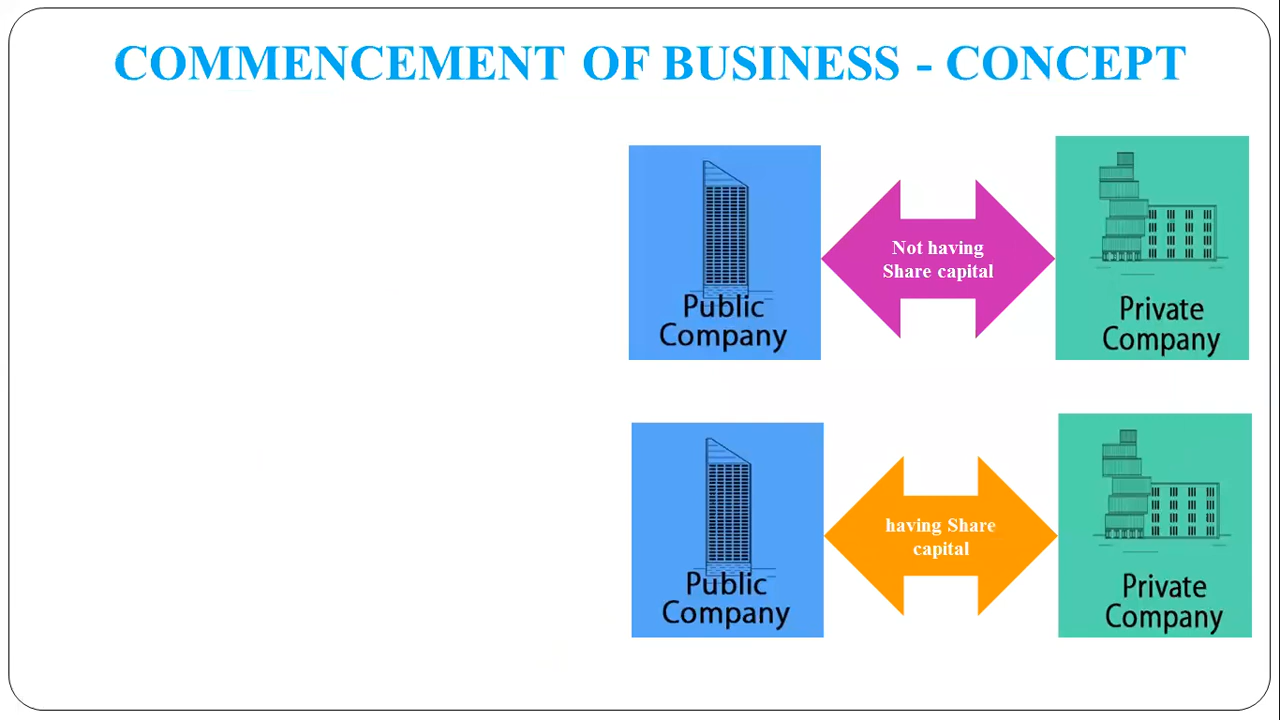 COMMENCEMENT OF BUSINESS - CONCEPT
Public
Company
Not having
Share capital
Private
Company
Public
Company
having Share
capital
Private
Company